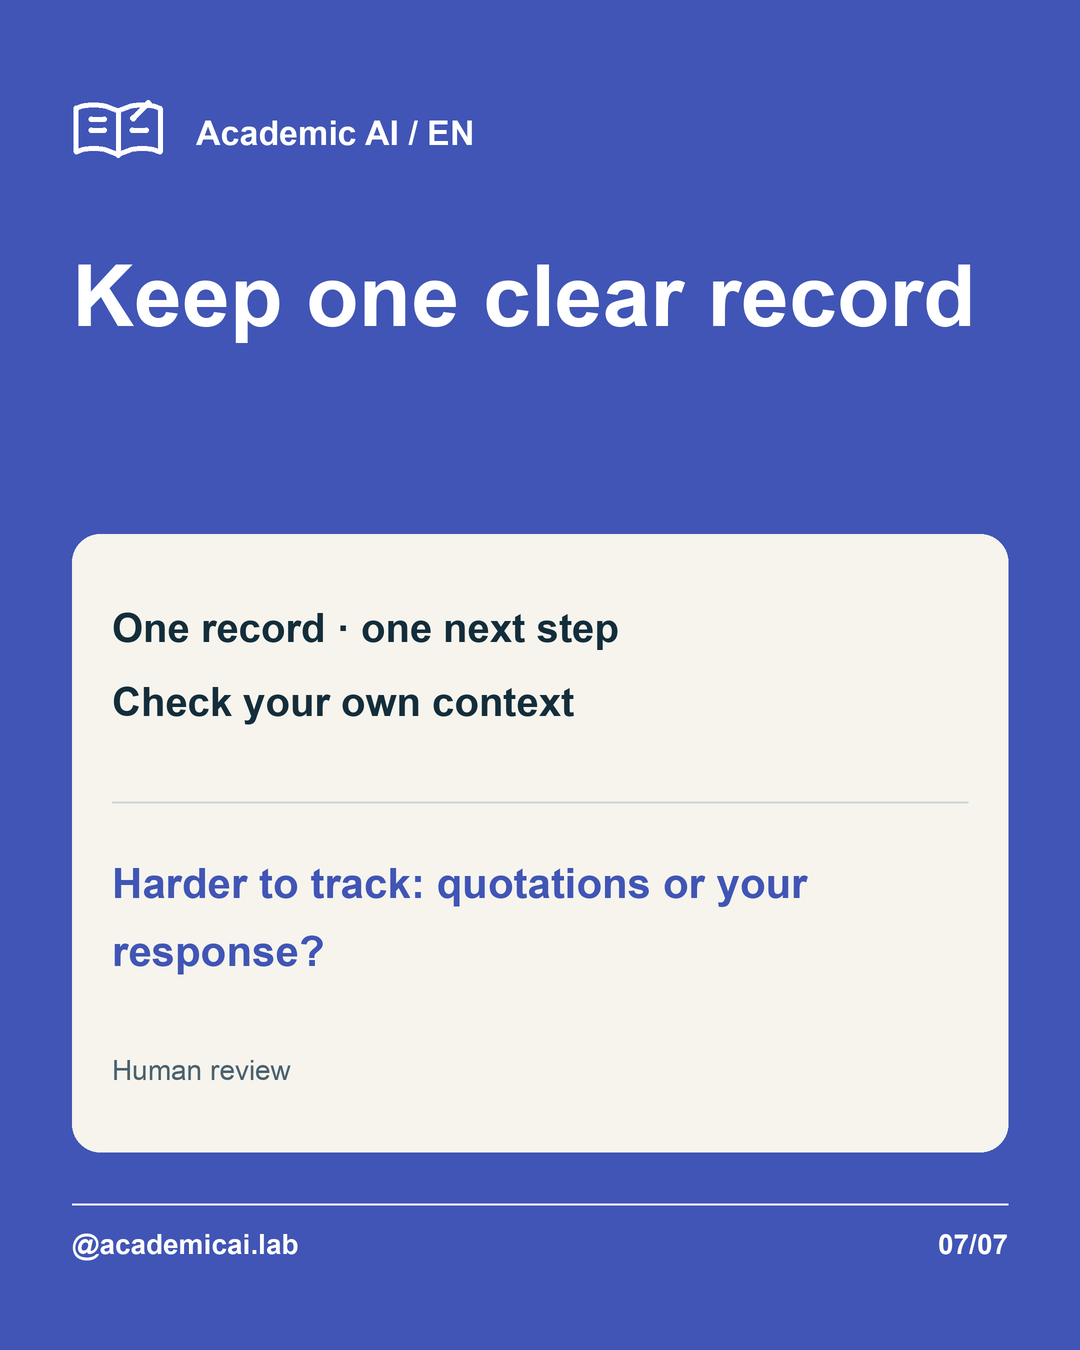 Academic AI / EN
Keep one clear record
One record · one next step
Check your own context
Harder to track: quotations or your
response?
Human review
@academicai.lab
07/07